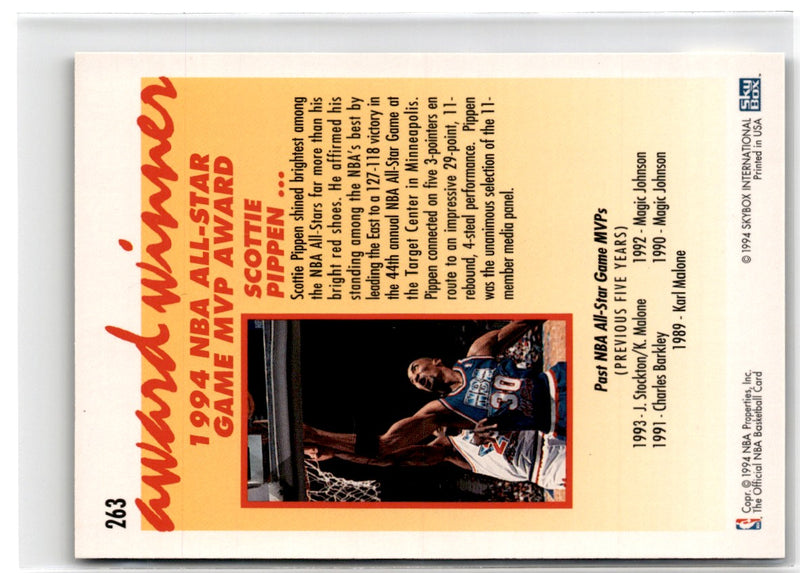 263
award winner
1994 NBA ALL-STAR
GAME MVP AWARD
SCOTTIE
PIPPEN ...
Scottie Pippen shined brightest among
the NBA All-Stars for more than his
bright red shoes. He affirmed his
standing among the NBA's best by
leading the East to a 127-118 victory in
the 44th annual NBA All-Star Game at
the Target Center in Minneapolis.
Pippen connected on five 3-pointers en
route to an impressive 29-point, 11-
rebound, 4-steal performance. Pippen
was the unanimous selection of the 11-
member media panel.
30
Past NBA All-Star Game MVPs
(PREVIOUS FIVE YEARS)
1993 - J. Stockton/K. Malone 1992 - Magic Johnson
1991 - Charles Barkley 1990 - Magic Johnson
1989 - Karl Malone
Copr. © 1994 NBA Properties, Inc.
The Official NBA Basketball Card
© 1994 SKYBOX INTERNATIONAL
Printed in USA
SkyBox™